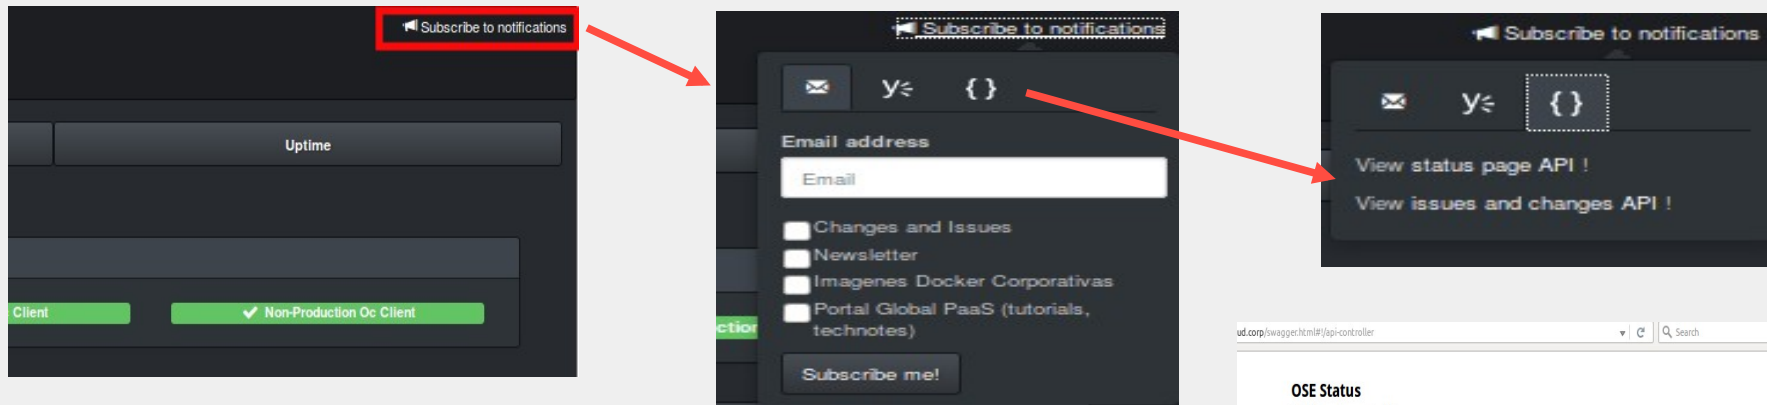 Subscribe to notifications
Uptime
Client
Non-Production Oc Client
Subscribe to notifications
y {}
Email address
Email
Changes and Issues
Newsletter
Imagenes Docker Corporativas
Portal Global PaaS (tutorials,
technotes)
ction
Subscribe me!
Subscribe to notifications
y {}
View status page API !
View issues and changes API !
ud.corp/swagger.html#!/api-controller
Search
OSE Status